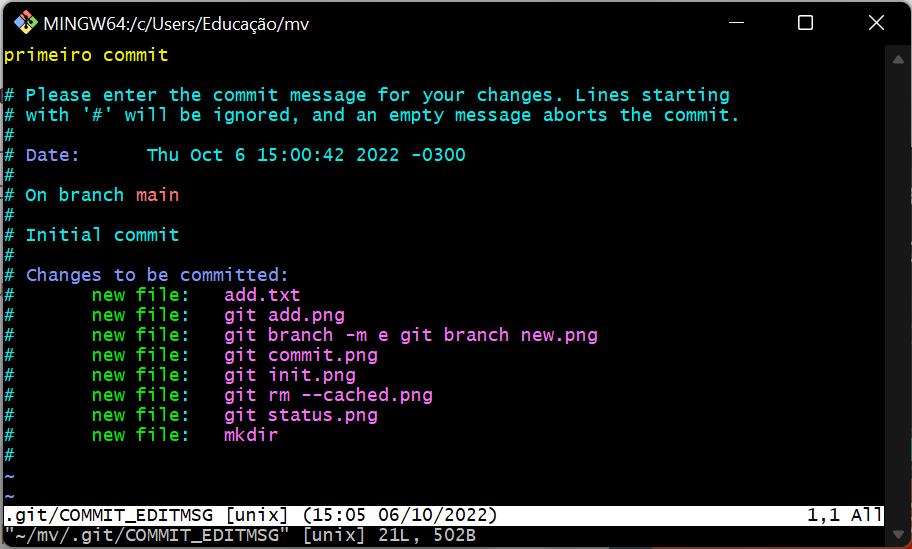 MINGW64:/c/Users/Educação/mv
primeiro commit
# Please enter the commit message for your changes. Lines starting
# with '#' will be ignored, and an empty message aborts the commit.
#
# Date:      Thu Oct 6 15:00:42 2022 -0300
#
# On branch main
#
# Initial commit
#
# Changes to be committed:
#       new file:   add.txt
#       new file:   git add.png
#       new file:   git branch -m e git branch new.png
#       new file:   git commit.png
#       new file:   git init.png
#       new file:   git rm --cached.png
#       new file:   git status.png
#       new file:   mkdir
#
~
~
.git/COMMIT_EDITMSG [unix] (15:05 06/10/2022) 1,1 All
"~/mv/.git/COMMIT_EDITMSG" [unix] 21L, 502B